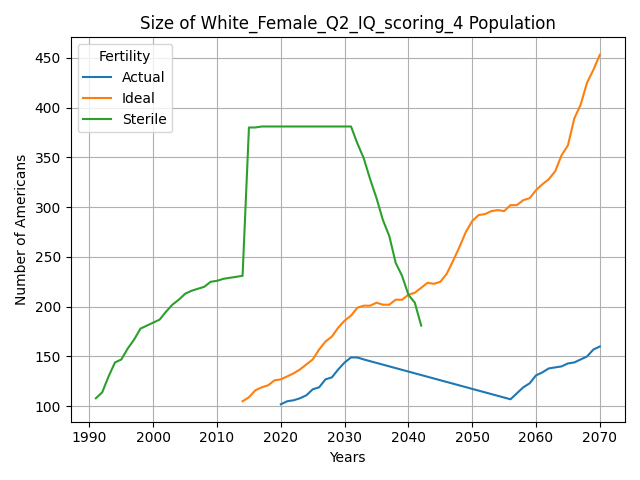 Size of White_Female_Q2_IQ_scoring_4 Population
Fertility
Actual
Ideal
Sterile
Number of Americans
450
400
350
300
250
200
150
100
1990 2000 2010 2020 2030 2040 2050 2060 2070
Years